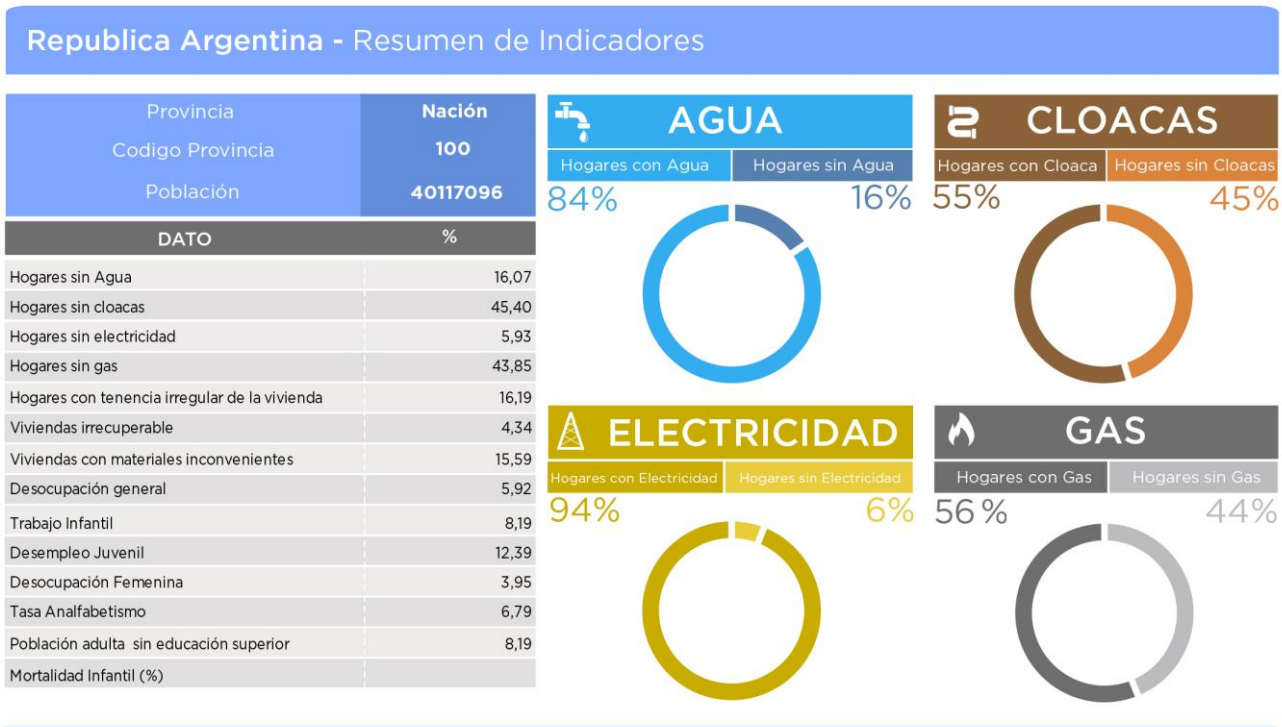 Republica Argentina - Resumen de Indicadores
Provincia Nación
Codigo Provincia 100
Población 40117096
DATO %
Hogares sin Agua 16,07
Hogares sin cloacas 45,40
Hogares sin electricidad 5,93
Hogares sin gas 43,85
Hogares con tenencia irregular de la vivienda 16,19
Viviendas irrecuperable 4,34
Viviendas con materiales inconvenientes 15,59
Desocupación general 5,92
Trabajo Infantil 8,19
Desempleo Juvenil 12,39
Desocupación Femenina 3,95
Tasa Analfabetismo 6,79
Población adulta sin educación superior 8,19
Mortalidad Infantil (%)
AGUA
Hogares con Agua Hogares sin Agua
84% 16%
CLOACAS
Hogares con Cloaca Hogares sin Cloacas
55% 45%
ELECTRICIDAD
Hogares con Electricidad Hogares sin Electricidad
94% 6%
GAS
Hogares con Gas Hogares sin Gas
56 % 44%